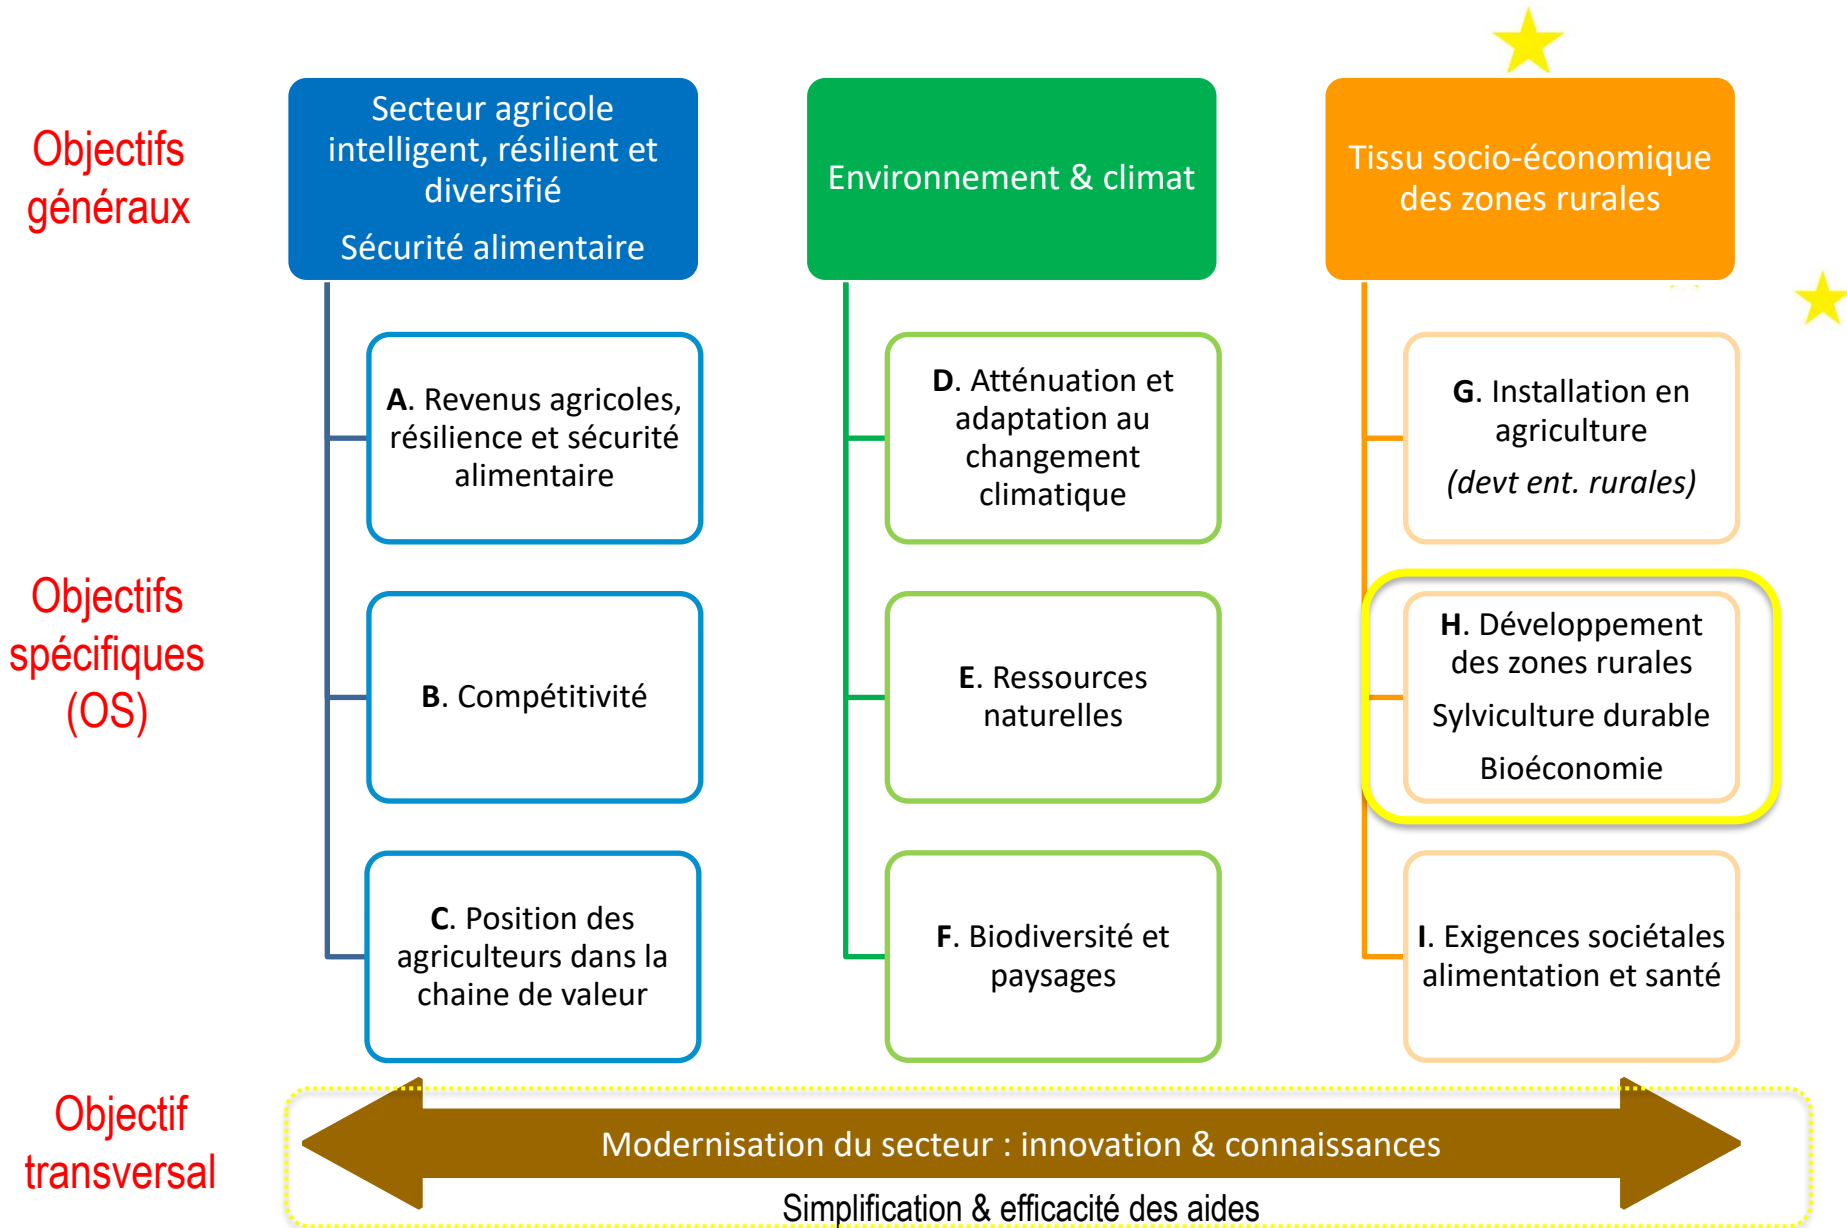 Objectifs
généraux
Secteur agricole
intelligent, résilient et
diversifié
Sécurité alimentaire
Environnement & climat
Tissu socio-économique
des zones rurales
Objectifs
spécifiques
(OS)
A. Revenus agricoles,
résilience et sécurité
alimentaire
D. Atténuation et
adaptation au
changement
climatique
G. Installation en
agriculture
(devt ent. rurales)
B. Compétitivité
E. Ressources
naturelles
H. Développement
des zones rurales
Sylviculture durable
Bioéconomie
C. Position des
agriculteurs dans la
chaine de valeur
F. Biodiversité et
paysages
I. Exigences sociétales
alimentation et santé
Objectif
transversal
Modernisation du secteur : innovation & connaissances
Simplification & efficacité des aides